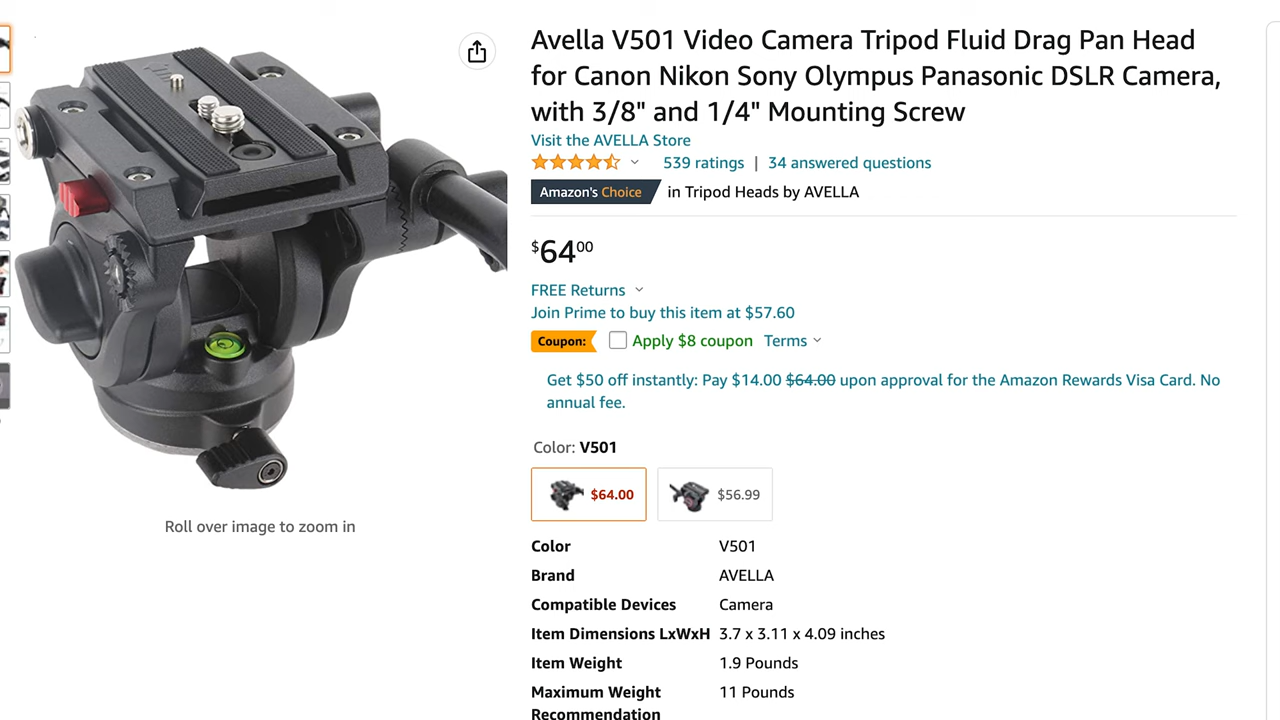 Avella V501 Video Camera Tripod Fluid Drag Pan Head
for Canon Nikon Sony Olympus Panasonic DSLR Camera,
with 3/8" and 1/4" Mounting Screw
Visit the AVELLA Store
539 ratings | 34 answered questions
Amazon's Choice in Tripod Heads by AVELLA
$6400
FREE Returns
Join Prime to buy this item at $57.60
Coupon: Apply $8 coupon Terms
Get $50 off instantly: Pay $14.00 $64.00 upon approval for the Amazon Rewards Visa Card. No
annual fee.
Color: V501
$64.00 $56.99
Roll over image to zoom in
Color V501
Brand AVELLA
Compatible Devices Camera
Item Dimensions LxWxH 3.7 x 3.11 x 4.09 inches
Item Weight 1.9 Pounds
Maximum Weight 11 Pounds
Recommendation